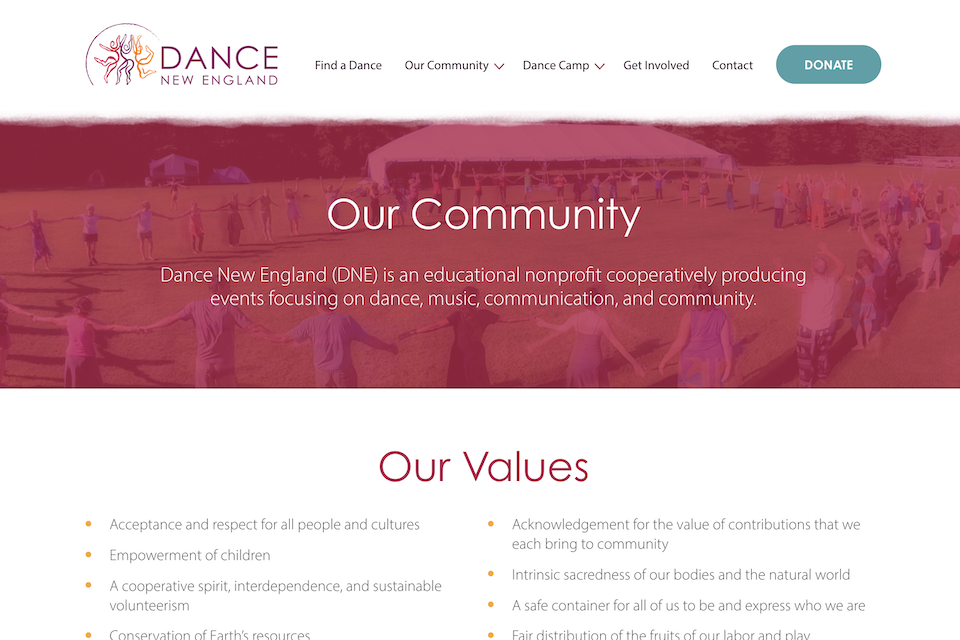 DANCE
NEW ENGLAND
Find a Dance
Our Community
Dance Camp
Get Involved
Contact
DONATE
Our Community
Dance New England (DNE) is an educational nonprofit cooperatively producing
events focusing on dance, music, communication, and community.
Our Values
Acceptance and respect for all people and cultures
Empowerment of children
A cooperative spirit, interdependence, and sustainable
volunteerism
Conservation of Earth's resources
Acknowledgement for the value of contributions that we
each bring to community
Intrinsic sacredness of our bodies and the natural world
A safe container for all of us to be and express who we are
Fair distribution of the fruits of our labor and play